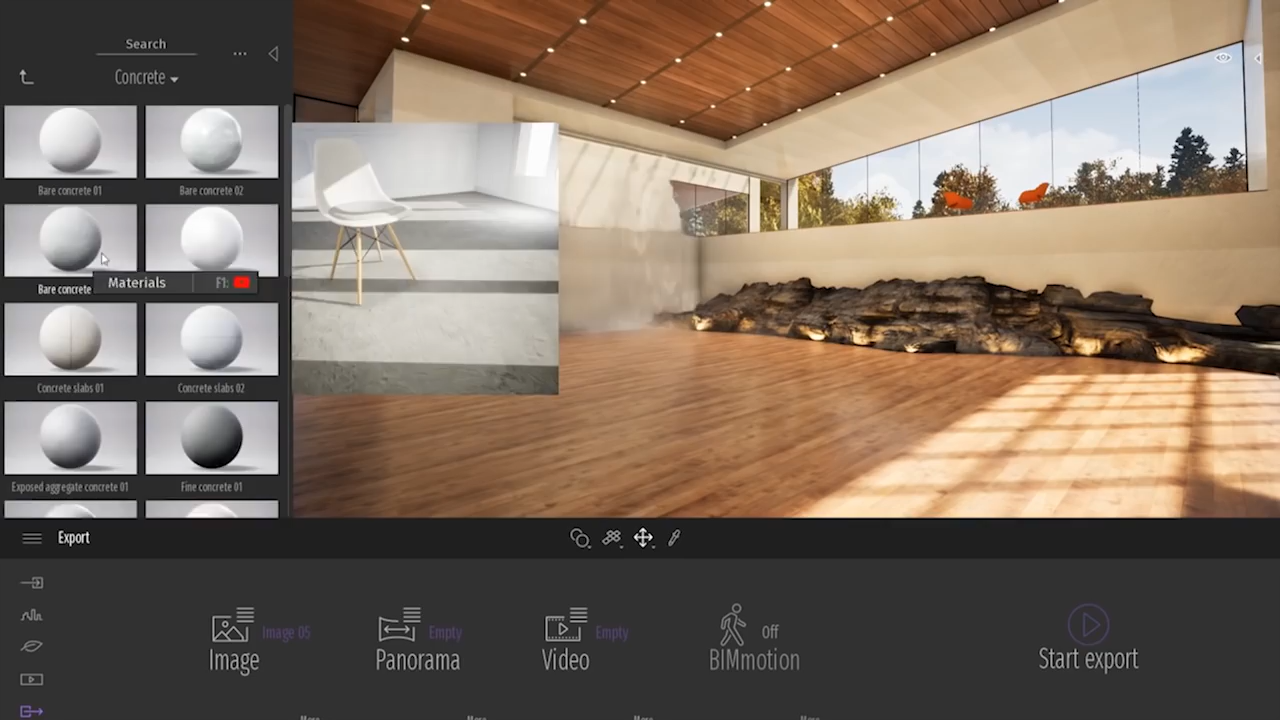 Search
...
Concrete
Bare concrete 01
Bare concrete 02
Bare concrete
Materials
Concrete slabs 01
Concrete slabs 02
Exposed aggregate concrete 01
Fine concrete 01
Export
Image 05
Image
Empty
Panorama
Empty
Video
Off
BIMmotion
Start export